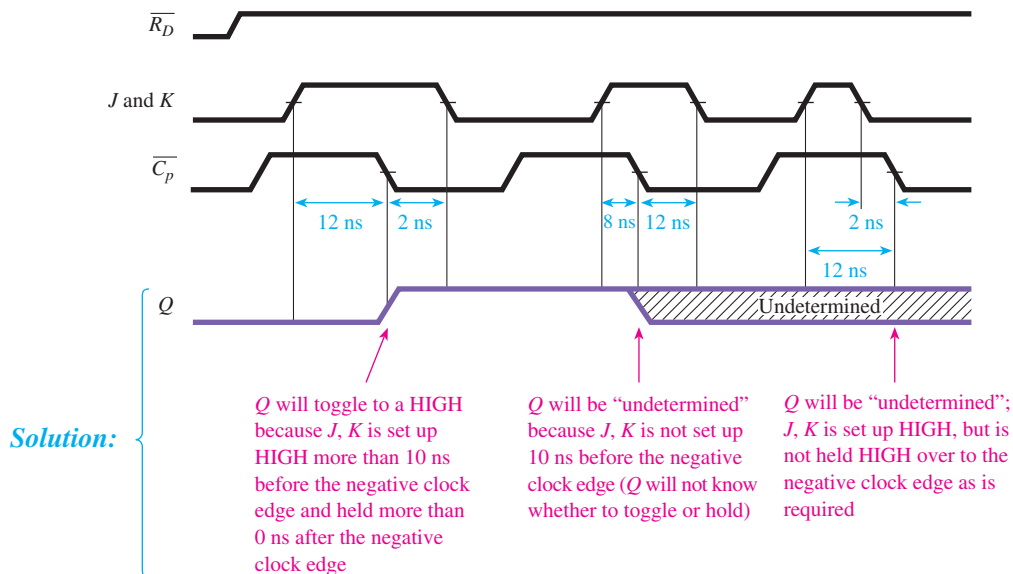 R_D
J and K
C_p
12 ns
2 ns
8 ns
12 ns
2 ns
12 ns
Q
Undetermined
Solution:
Q will toggle to a HIGH
because J, K is set up
HIGH more than 10 ns
before the negative clock
edge and held more than
0 ns after the negative
clock edge
Q will be “undetermined”
because J, K is not set up
10 ns before the negative
clock edge (Q will not know
whether to toggle or hold)
Q will be “undetermined”;
J, K is set up HIGH, but is
not held HIGH over to the
negative clock edge as is
required